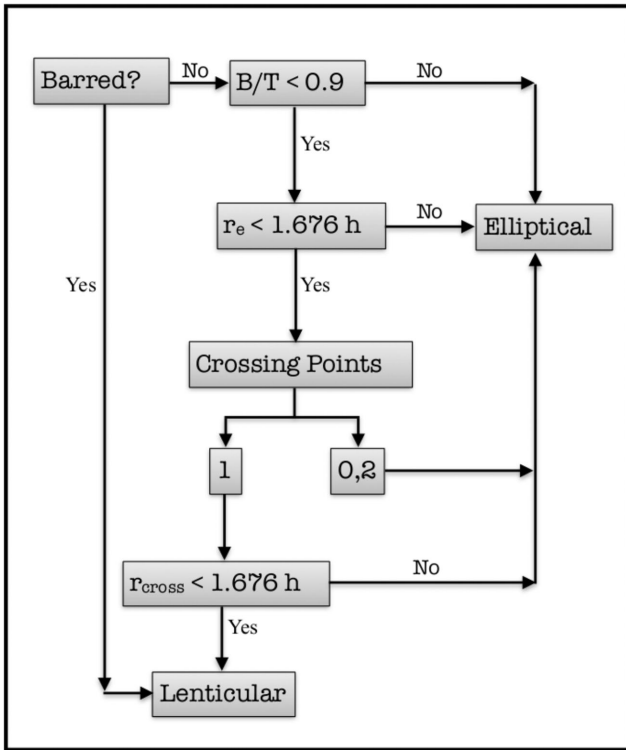 Barred?
No
B/T < 0.9
No
Yes
rₑ < 1.676 h
No
Elliptical
Yes
Yes
Crossing Points
1
0,2
r_cross < 1.676 h
No
Yes
Lenticular